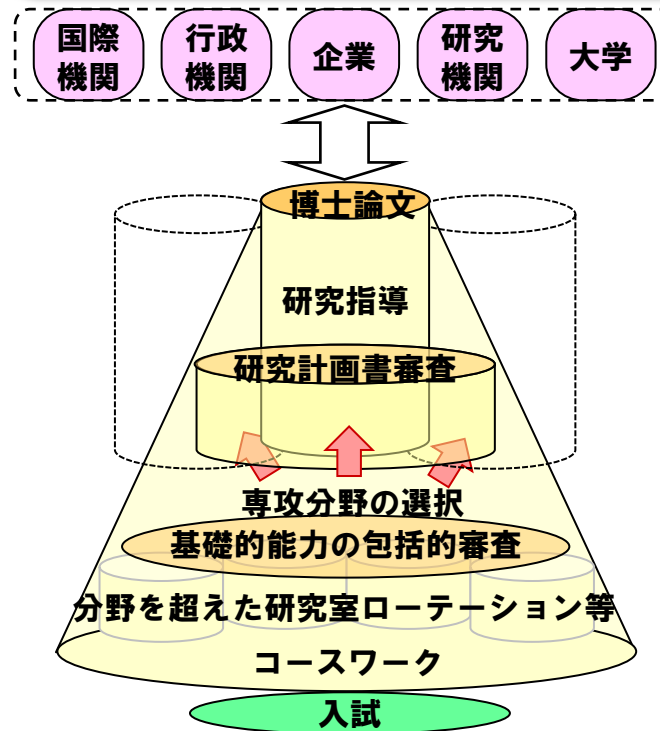 国際
機関
行政
機関
企業
研究
機関
大学
博士論文
研究指導
研究計画書審査
専攻分野の選択
基礎的能力の包括的審査
分野を超えた研究室ローテーション等
コースワーク
入試